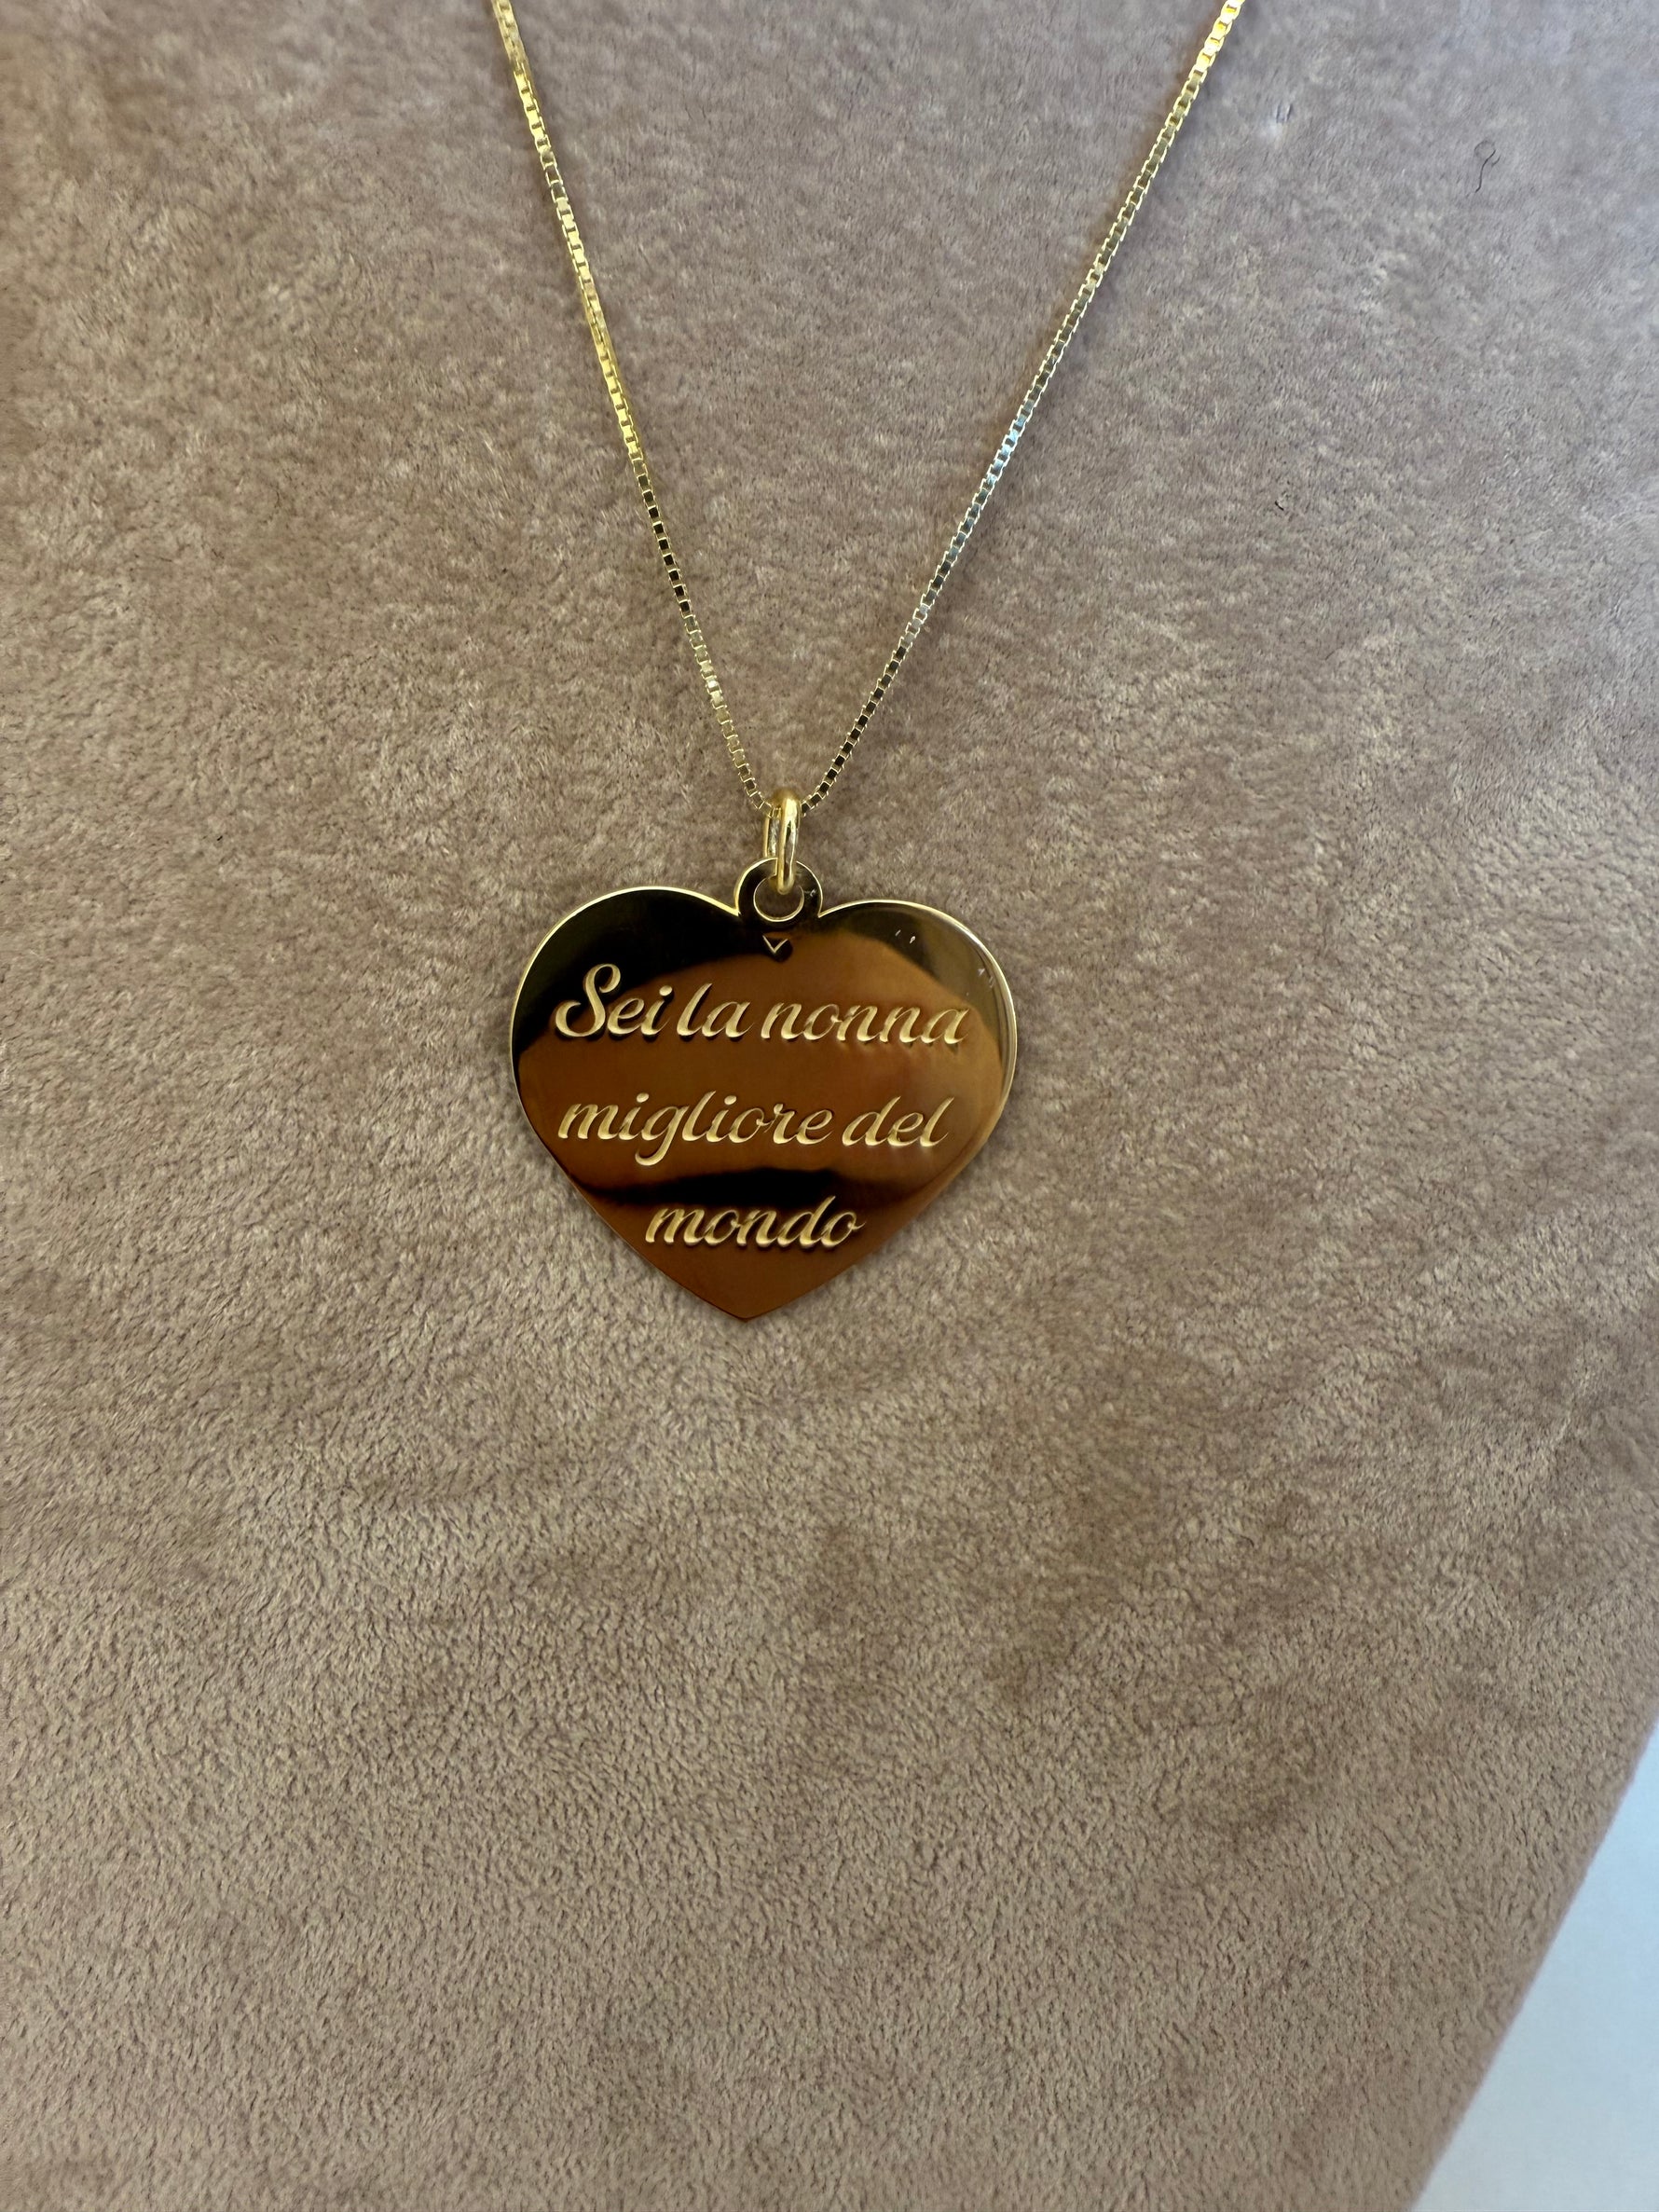 Sei la nonna
migliore del
mondo